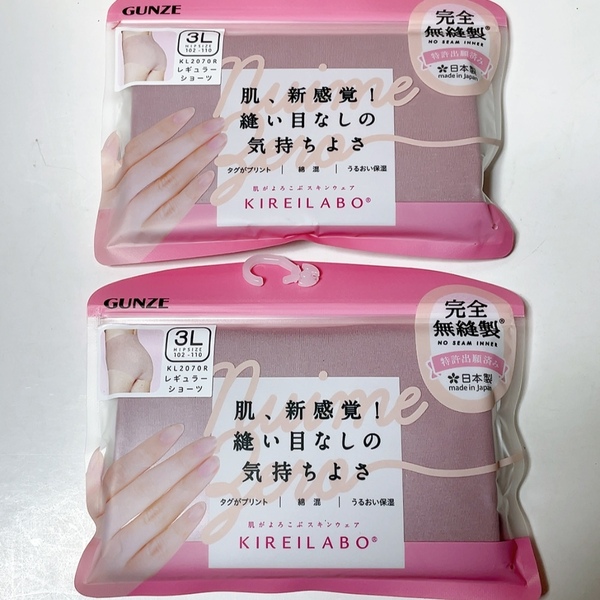 GUNZE
3L
HIPSIZE
102 -110
KL2070R
レギュラー
ショーツ
完全
無縫製®
NO SEAM INNER
特許出願済み
日本製
made in Japan
Nuime
zero
肌、新感覚!
縫い目なしの
気持ちよさ
タグがプリント | 綿 混 | うるおい保湿
肌がよろこぶスキンウェア
KIREILABO®
GUNZE
3L
HIPSIZE
102 -110
KL2070R
レギュラー
ショーツ
完全
無縫製®
NO SEAM INNER
特許出願済み
日本製
made in Japan
Nuime
zero
肌、新感覚!
縫い目なしの
気持ちよさ
タグがプリント | 綿 混 | うるおい保湿
肌がよろこぶスキンウェア
KIREILABO®